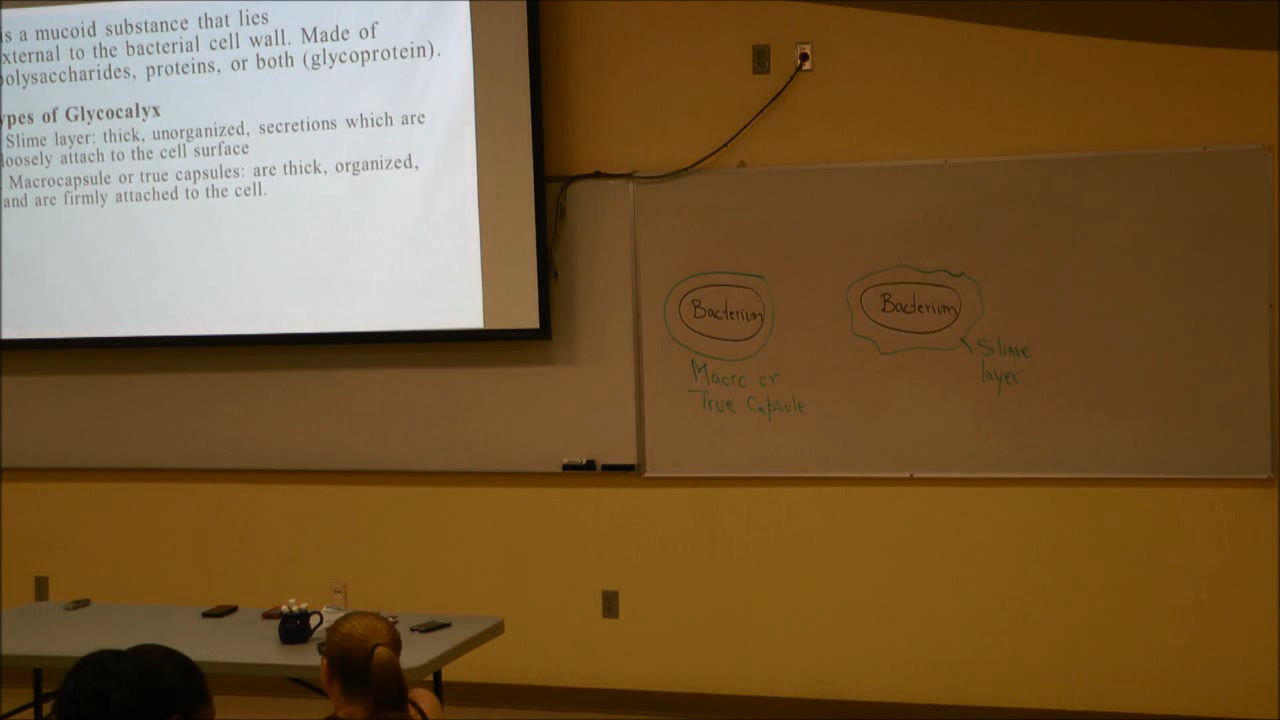 is a mucoid substance that lies
xternal to the bacterial cell wall. Made of
polysaccharides, proteins, or both (glycoprotein).
ypes of Glycocalyx
Slime layer: thick, unorganized, secretions which are
loosely attach to the cell surface
Macrocapsule or true capsules: are thick, organized,
and are firmly attached to the cell.
Bacterium
Macro or
True Capsule
Bacterium
Slime
layer